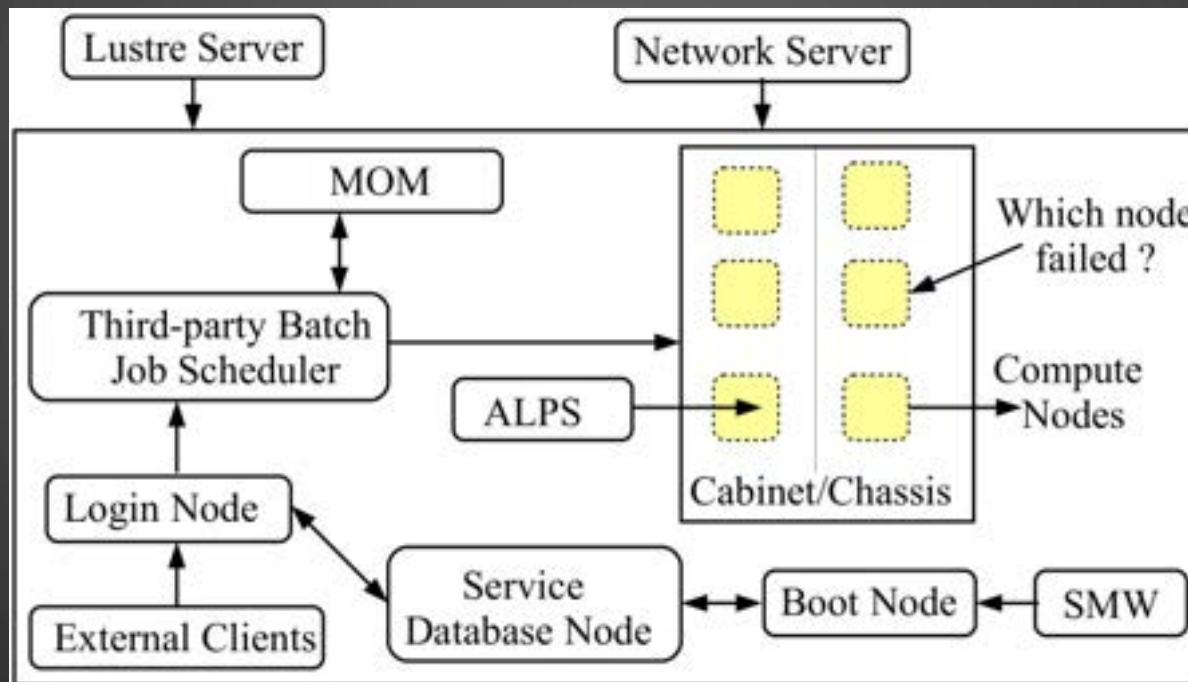 Lustre Server
Network Server
MOM
Which node
failed ?
Third-party Batch
Job Scheduler
ALPS
Compute
Nodes
Cabinet/Chassis
Login Node
Service
Database Node
Boot Node
SMW
External Clients